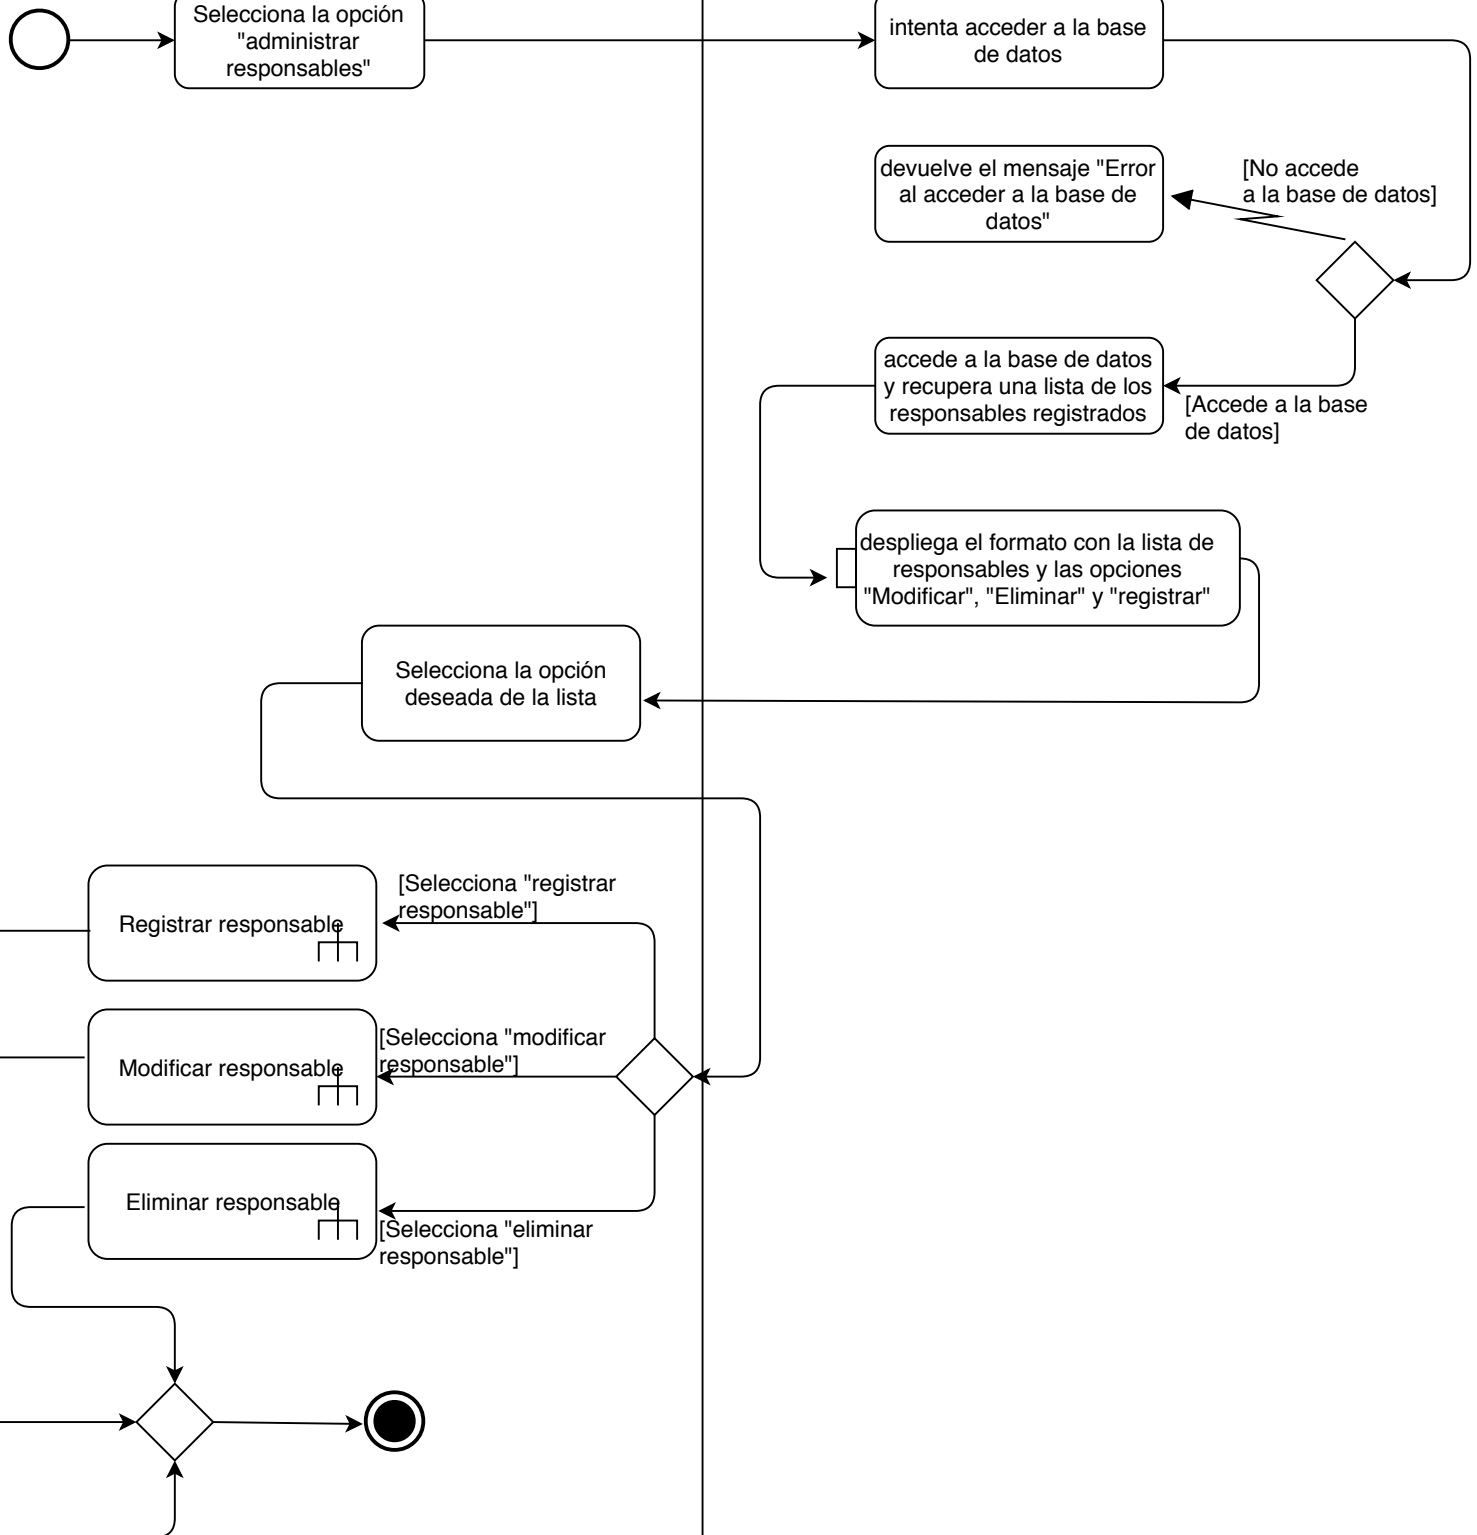 Selecciona la opción
"administrar
responsables"
intenta acceder a la base
de datos
devuelve el mensaje "Error
al acceder a la base de
datos"
[No accede
a la base de datos]
accede a la base de datos
y recupera una lista de los
responsables registrados
[Accede a la base
de datos]
despliega el formato con la lista de
responsables y las opciones
"Modificar", "Eliminar" y "registrar"
Selecciona la opción
deseada de la lista
[Selecciona "registrar
responsable"]
Registrar responsable
[Selecciona "modificar
responsable"]
Modificar responsable
Eliminar responsable
[Selecciona "eliminar
responsable"]